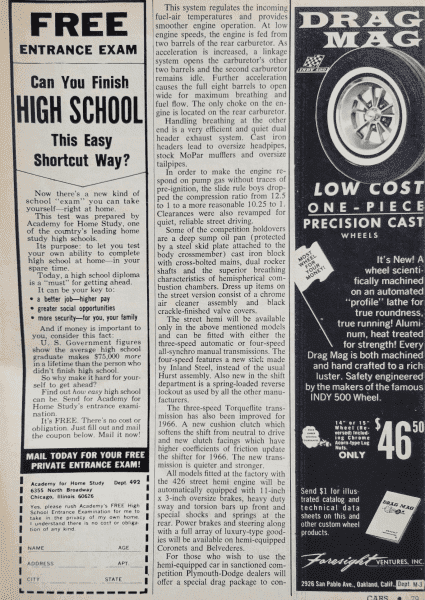 FREE
ENTRANCE EXAM
Can You Finish
HIGH SCHOOL
This Easy
Shortcut Way?
Now there's a new kind of
school "exam" you can take
yourself—right at home.
This test was prepared by
Academy for Home Study, one
of the country's leading home
study high schools.
Its purpose: to let you test
your own ability to complete
high school at home—in your
spare time.
Today, a high school diploma
is a "must" for getting ahead.
It can be your key to:
• a better job—higher pay
• greater social opportunities
• more security—for you, your family
And if money is important to
you, consider this fact:
U. S. Government figures
show the average high school
graduate makes $75,000 more
in a lifetime than the person who
didn't finish high school.
So why make it hard for your-
self to get ahead?
Find out how easy high school
can be. Send for Academy for
Home Study's entrance exami-
nation.
It's FREE. There's no cost or
obligation. Just fill out and mail
the coupon below. Mail it now!
MAIL TODAY FOR YOUR FREE
PRIVATE ENTRANCE EXAM!
Academy for Home Study Dept 492
6355 North Broadway
Chicago, Illinois 60626
Yes, please rush Academy's FREE High
School Entrance Examination for me to
take in the privacy of my own home.
I understand there is no cost or obliga-
tion of any kind.
NAME AGE
ADDRESS APT.
CITY STATE
This system regulates the incoming
fuel-air temperatures and provides
smoother engine operation. At low
engine speeds, the engine is fed from
two barrels of the rear carburetor. As
acceleration is increased, a linkage
system opens the carburetor's other
two barrels and the second carburetor
remains idle. Further acceleration
causes the full eight barrels to open
wide for maximum breathing and
fuel flow. The only choke on the en-
gine is located on the rear carburetor.
Handling breathing at the other
end is a very efficient and quiet dual
header exhaust system. Cast iron
headers lead to oversize headpipes,
stock MoPar mufflers and oversize
tailpipes.
In order to make the engine re-
spond on pump gas without traces of
pre-ignition, the slide rule boys drop-
ped the compression ratio from 12.5
to 1 to a more reasonable 10.25 to 1.
Clearances were also revamped for
quiet, reliable street driving.
Some of the competition holdovers
are a deep sump oil pan (protected
by a steel skid plate attached to the
body crossmember) cast iron block
with cross-bolted mains, dual rocker
shafts and the superior breathing
characteristics of hemispherical com-
bustion chambers. Dress up items on
the street version consist of a chrome
air cleaner assembly and black
crackle-finished valve covers.
The street hemi will be available
only in the above mentioned models
and can be fitted with either the
three-speed automatic or four-speed
all-synchro manual transmissions. The
four-speed features a new stick made
by Inland Steel, instead of the usual
Hurst assembly. Also new in the shift
department is a spring-loaded reverse
lockout as used by all the other manu-
facturers.
The three-speed Torqueflite trans-
mission has also been improved for
1966. A new cushion clutch which
softens the shift from neutral to drive
and new clutch facings which have
higher coefficients of friction update
the shifter for 1966. The new trans-
mission is quieter and stronger.
All models fitted at the factory with
the 426 street hemi engine will be
automatically equipped with 11-inch
x 3-inch oversize brakes, heavy duty
sway and torsion bars up front and
special shocks and springs at the
rear. Power brakes and steering along
with a full array of luxury-type good-
ies will be available on hemi-equipped
Coronets and Belvederes.
For those who wish to use the
hemi-equipped car in sanctioned com-
petition Plymouth-Dodge dealers will
offer a special drag package to con-
DRAG
MAG
LOW COST
ONE-PIECE
PRECISION CAST
WHEELS
MOST
WHEEL
FOR
YOUR
MONEY!
It's New! A
wheel scienti-
fically machined
on an automated
"profile" lathe for
true roundness,
true running! Alumi-
num, heat treated
for strength! Every
Drag Mag is both machined
and hand crafted to a rich
luster. Safety engineered
by the makers of the famous
INDY 500 Wheel.
14" or 15"
Wheel (Re-
versed) Includ-
ing Chrome
Acorn-type Lug
Nuts.
ONLY
$46.50
Send $1 for illus-
trated catalog and
technical data
sheets on this and
other custom wheel
products.
DRAG MAG
Foresight VENTURES, INC.
2926 San Pablo Ave., Oakland, Calif. Dept M-2
CARS • 79